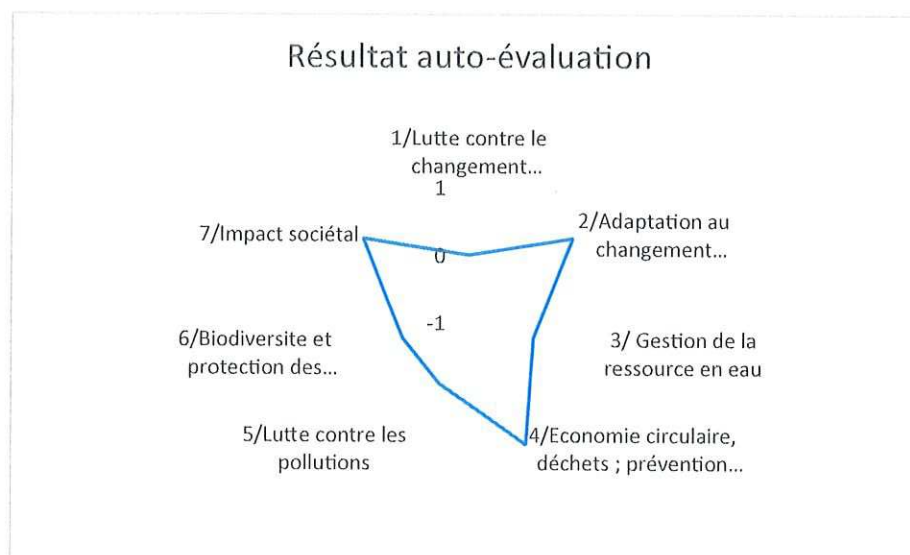 Résultat auto-évaluation
1/Lutte contre le
changement...
1
2/Adaptation au
changement...
7/Impact sociétal
0
-1
6/Biodiversite et
protection des...
3/ Gestion de la
ressource en eau
5/Lutte contre les
pollutions
4/Economie circulaire,
déchets ; prévention...